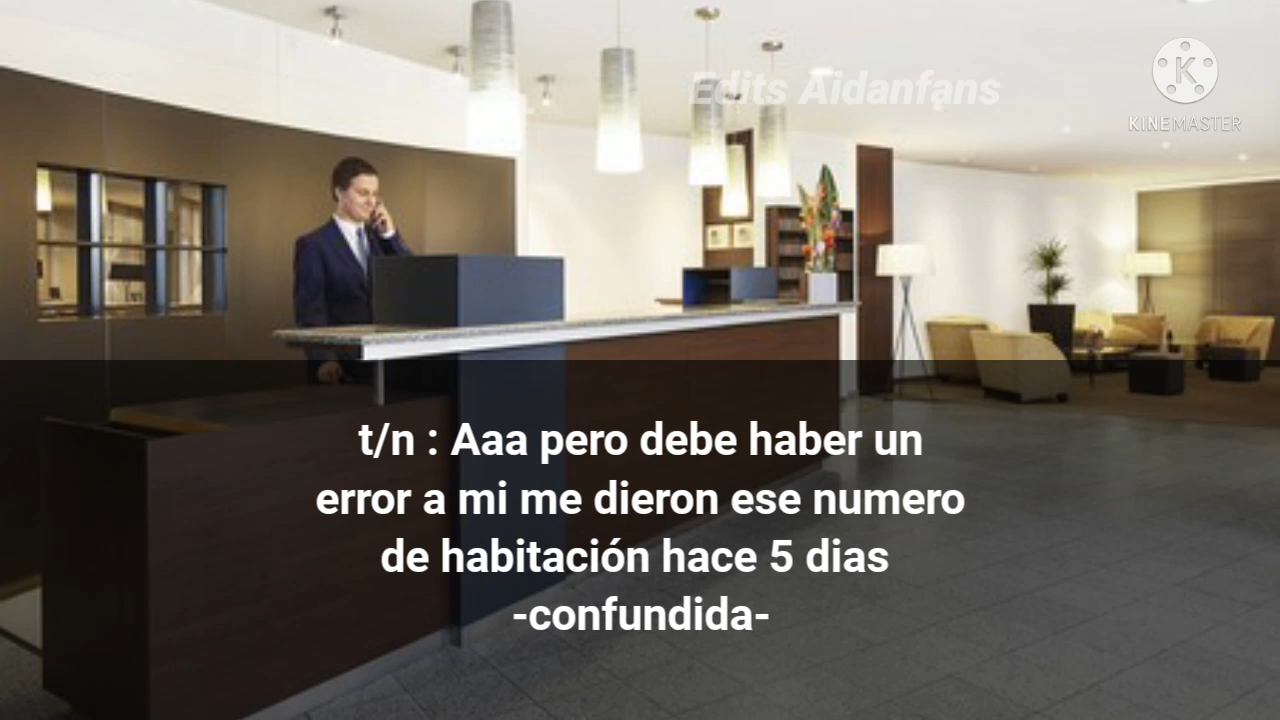 Edits Aidanfans
K
KINEMASTER
t/n : Aaa pero debe haber un
error a mi me dieron ese numero
de habitación hace 5 dias
-confundida-